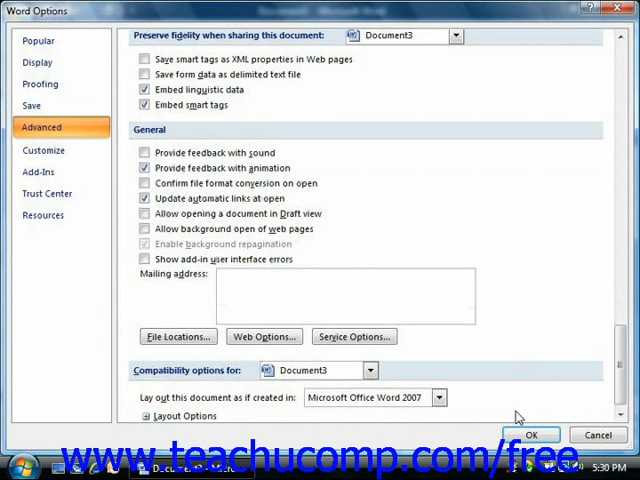 Word Options
Popular
Display
Proofing
Save
Advanced
Customize
Add-Ins
Trust Center
Resources
Preserve fidelity when sharing this document: Document3
Save smart tags as XML properties in Web pages
Save form data as delimited text file
Embed linguistic data
Embed smart tags
General
Provide feedback with sound
Provide feedback with animation
Confirm file format conversion on open
Update automatic links at open
Allow opening a document in Draft view
Allow background open of web pages
Enable background repagination
Show add-in user interface errors
Mailing address:
File Locations... Web Options... Service Options...
Compatibility options for: Document3
Lay out this document as if created in: Microsoft Office Word 2007
Layout Options
OK Cancel
www.teachucomp.com/free
5:30 PM